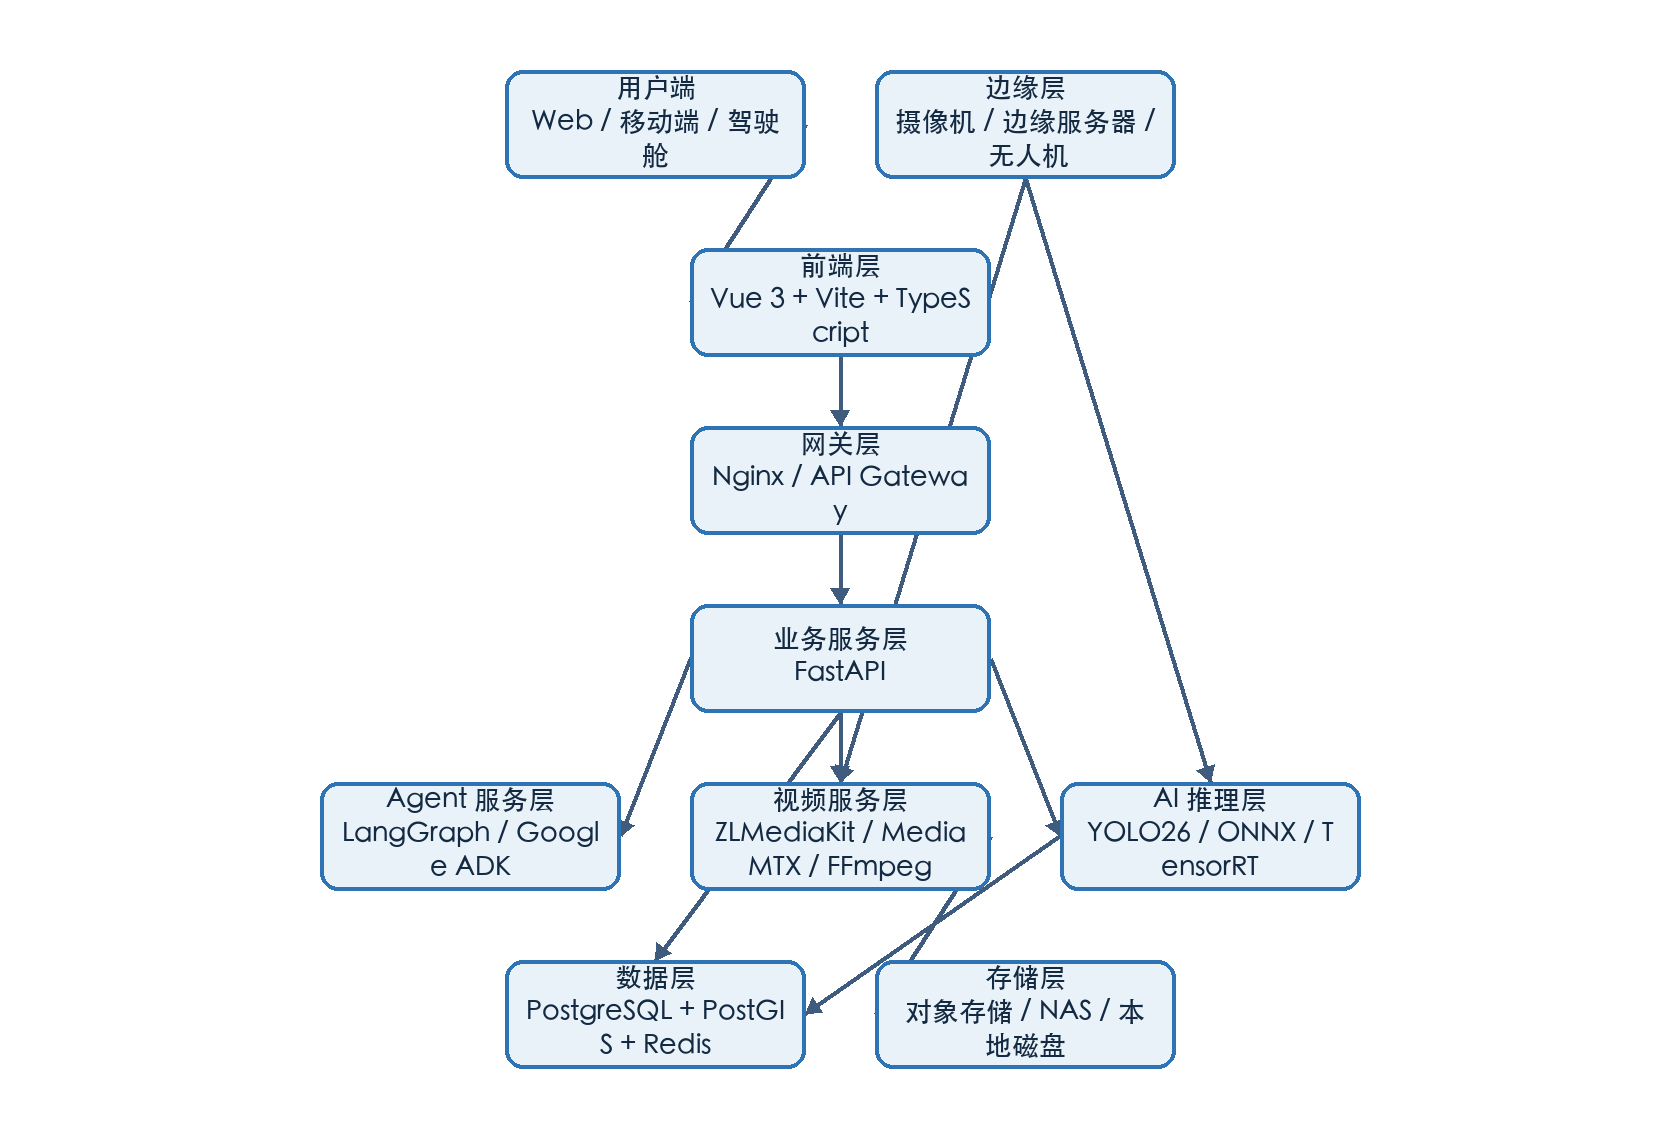 用户端
Web / 移动端 / 驾驶
舱
边缘层
摄像机 / 边缘服务器 /
无人机
前端层
Vue 3 + Vite + TypeS
cript
网关层
Nginx / API Gatewa
y
业务服务层
FastAPI
Agent 服务层
LangGraph / Googl
e ADK
视频服务层
ZLMediaKit / Media
MTX / FFmpeg
AI 推理层
YOLO26 / ONNX / T
ensorRT
数据层
PostgreSQL + PostGI
S + Redis
存储层
对象存储 / NAS / 本
地磁盘